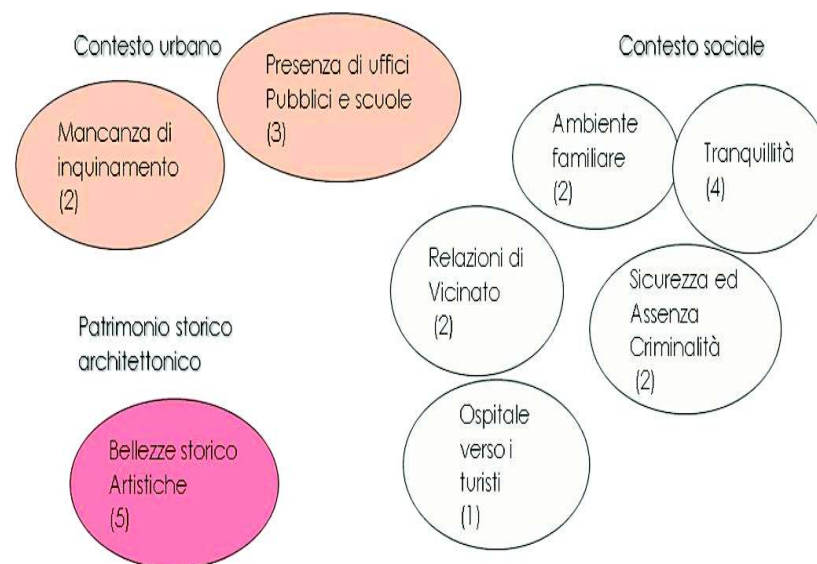 Contesto urbano
Presenza di uffici
Pubblici e scuole
(3)
Mancanza di
inquinamento
(2)
Contesto sociale
Ambiente
familiare
(2)
Tranquillità
(4)
Relazioni di
Vicinato
(2)
Sicurezza ed
Assenza
Criminalità
(2)
Ospitale
verso i
turisti
(1)
Patrimonio storico
architettonico
Bellezze storico
Artistiche
(5)